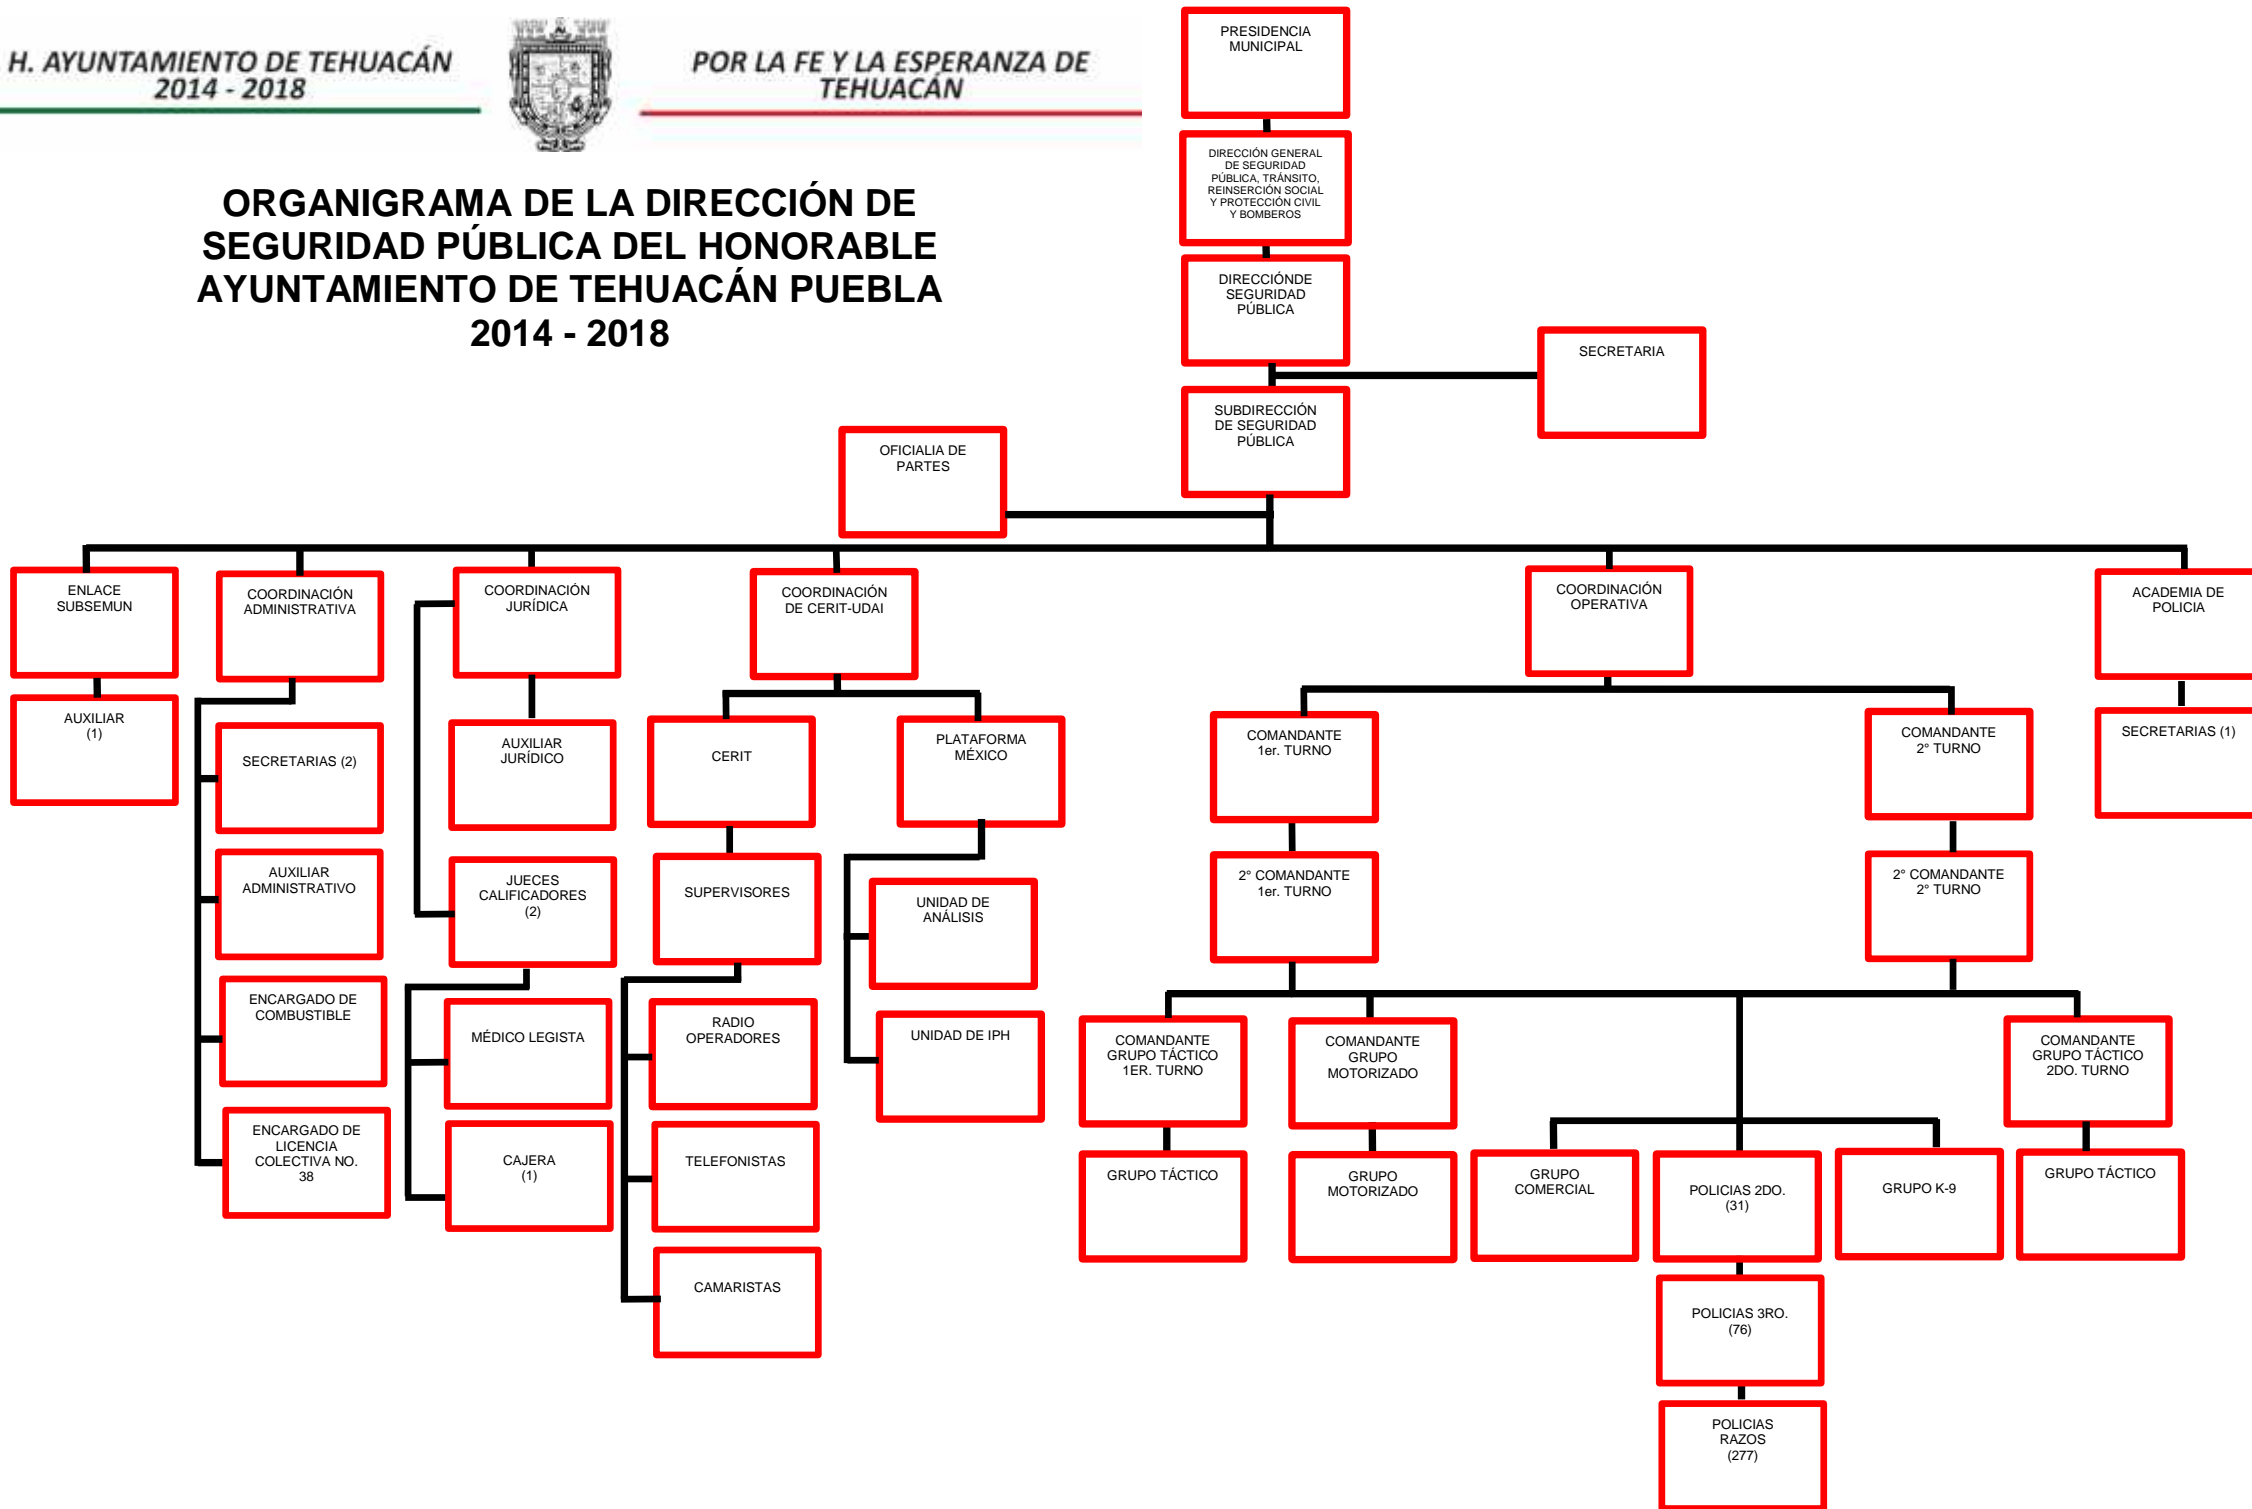 H. AYUNTAMIENTO DE TEHUACÁN
2014 - 2018
POR LA FE Y LA ESPERANZA DE
TEHUACÁN
ORGANIGRAMA DE LA DIRECCIÓN DE
SEGURIDAD PÚBLICA DEL HONORABLE
AYUNTAMIENTO DE TEHUACÁN PUEBLA
2014 - 2018
PRESIDENCIA
MUNICIPAL
DIRECCIÓN GENERAL
DE SEGURIDAD
PÚBLICA, TRÁNSITO,
REINSERCIÓN SOCIAL
Y PROTECCIÓN CIVIL
Y BOMBEROS
DIRECCIÓNDE
SEGURIDAD
PÚBLICA
SECRETARIA
SUBDIRECCIÓN
DE SEGURIDAD
PÚBLICA
OFICIALIA DE
PARTES
ENLACE
SUBSEMUN
COORDINACIÓN
ADMINISTRATIVA
COORDINACIÓN
JURÍDICA
COORDINACIÓN
DE CERIT-UDAI
COORDINACIÓN
OPERATIVA
ACADEMIA DE
POLICIA
AUXILIAR
(1)
SECRETARIAS (2)
AUXILIAR
JURÍDICO
CERIT
PLATAFORMA
MÉXICO
COMANDANTE
1er. TURNO
COMANDANTE
2° TURNO
SECRETARIAS (1)
AUXILIAR
ADMINISTRATIVO
JUECES
CALIFICADORES
(2)
SUPERVISORES
UNIDAD DE
ANÁLISIS
2° COMANDANTE
1er. TURNO
2° COMANDANTE
2° TURNO
ENCARGADO DE
COMBUSTIBLE
MÉDICO LEGISTA
RADIO
OPERADORES
UNIDAD DE IPH
COMANDANTE
GRUPO TÁCTICO
1ER. TURNO
COMANDANTE
GRUPO
MOTORIZADO
COMANDANTE
GRUPO TÁCTICO
2DO. TURNO
ENCARGADO DE
LICENCIA
COLECTIVA NO.
38
CAJERA
(1)
TELEFONISTAS
GRUPO TÁCTICO
GRUPO
MOTORIZADO
GRUPO
COMERCIAL
POLICIAS 2DO.
(31)
GRUPO K-9
GRUPO TÁCTICO
CAMARISTAS
POLICIAS 3RO.
(76)
POLICIAS
RAZOS
(277)